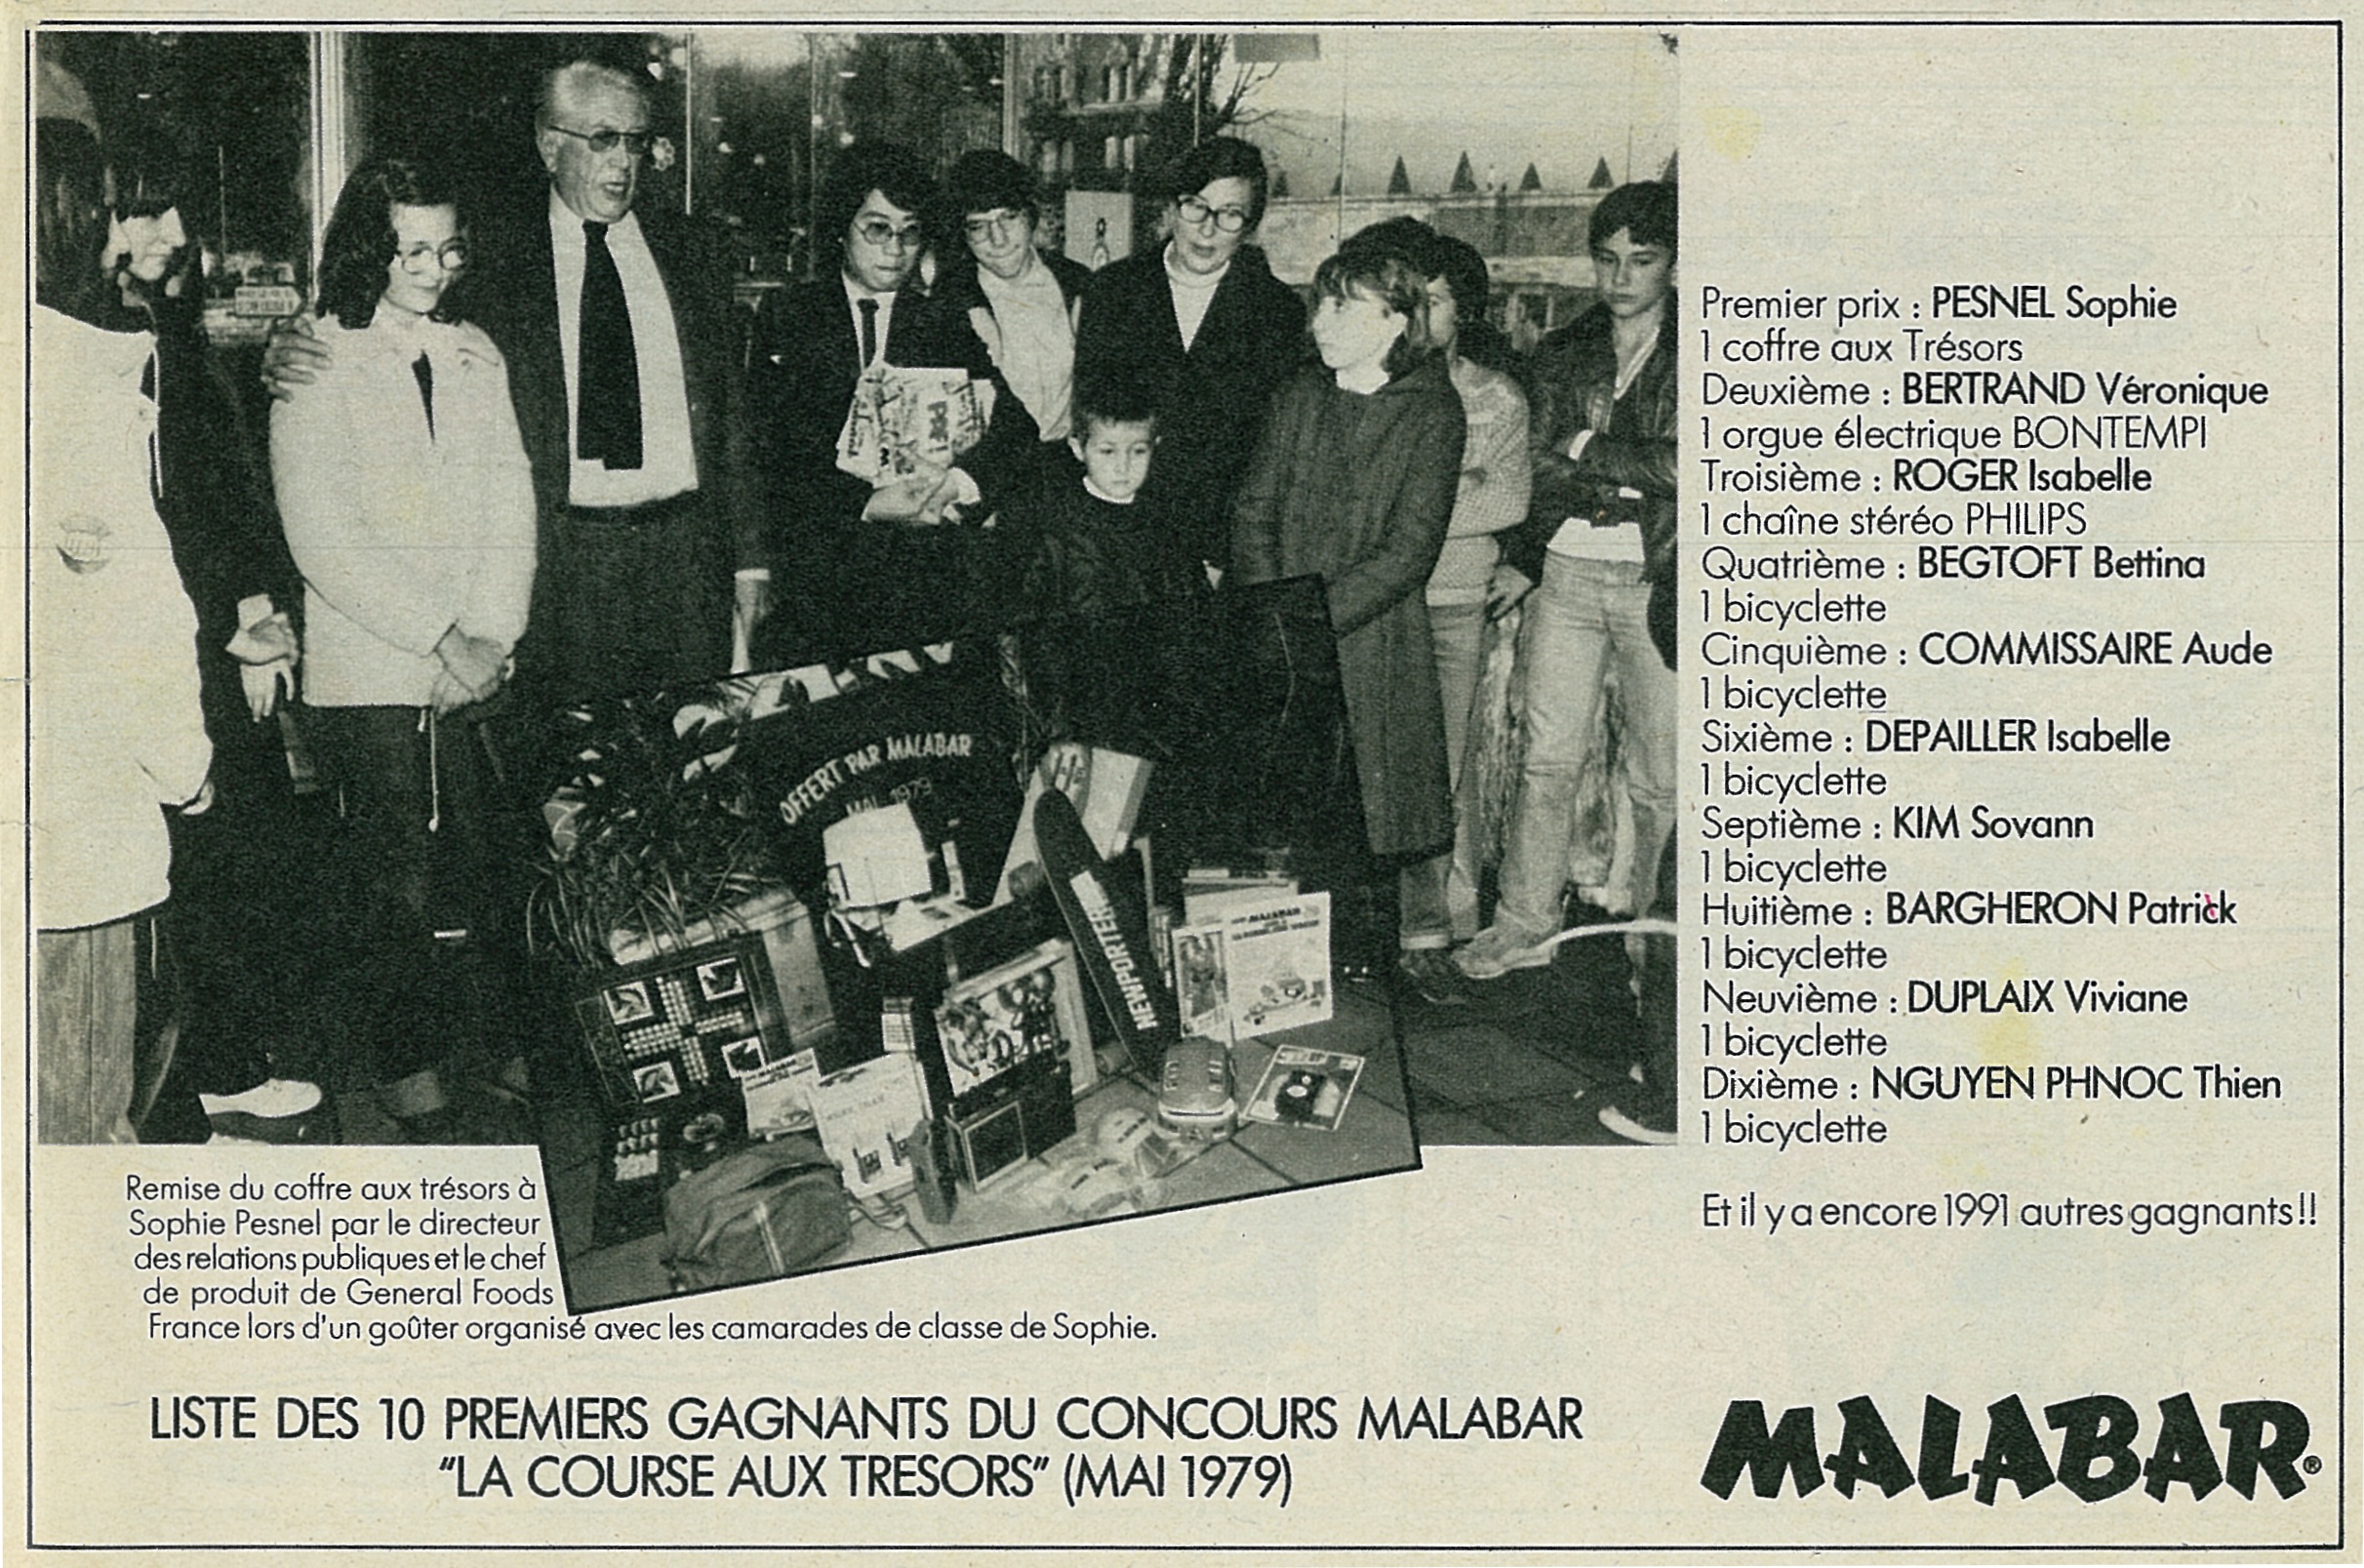 OFFERT PAR MALABAR
MAI 1979
NEWPORTER
MALABAR
Premier prix : PESNEL Sophie
1 coffre aux Trésors
Deuxième : BERTRAND Véronique
1 orgue électrique BONTEMPI
Troisième : ROGER Isabelle
1 chaîne stéréo PHILIPS
Quatrième : BEGTOFT Bettina
1 bicyclette
Cinquième : COMMISSAIRE Aude
1 bicyclette
Sixième : DEPAILLER Isabelle
1 bicyclette
Septième : KIM Sovann
1 bicyclette
Huitième : BARGHERON Patrick
1 bicyclette
Neuvième : DUPLAIX Viviane
1 bicyclette
Dixième : NGUYEN PHNOC Thien
1 bicyclette
Et il y a encore 1991 autres gagnants !!
Remise du coffre aux trésors à
Sophie Pesnel par le directeur
des relations publiques et le chef
de produit de General Foods
France lors d'un goûter organisé avec les camarades de classe de Sophie.
LISTE DES 10 PREMIERS GAGNANTS DU CONCOURS MALABAR
"LA COURSE AUX TRESORS" (MAI 1979)
MALABAR®